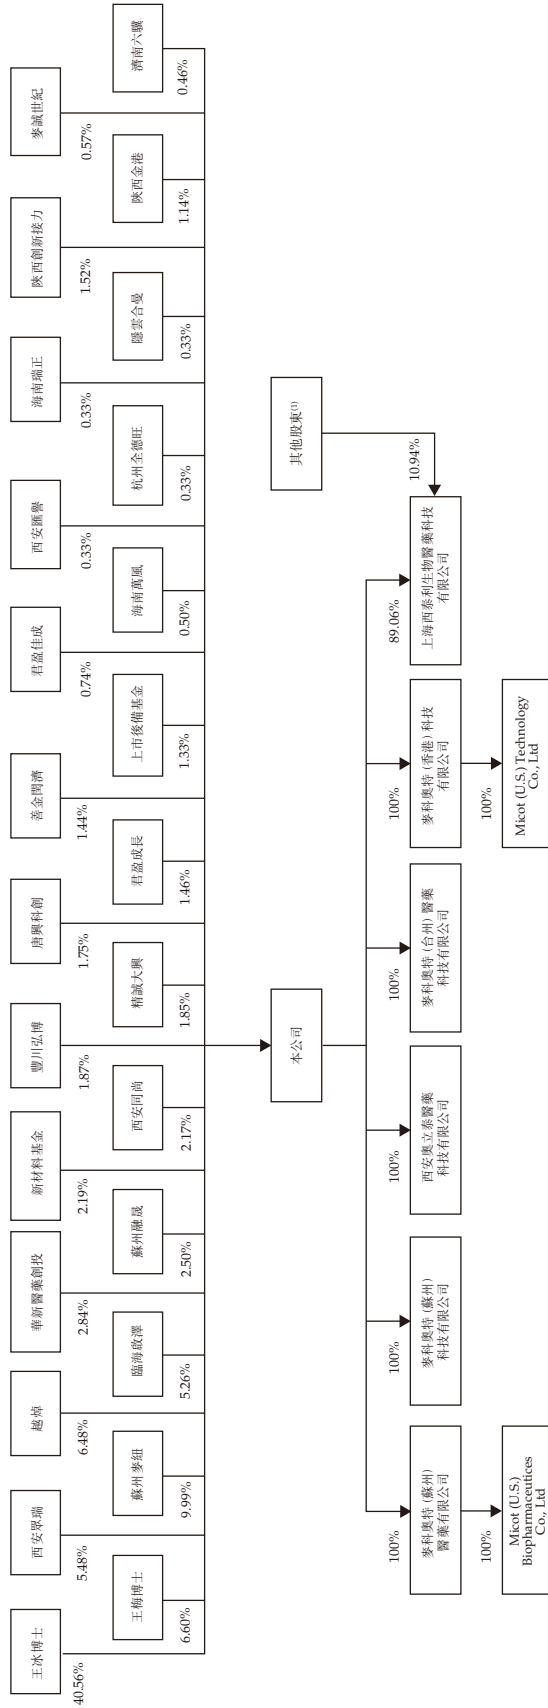 王冰博士
西安眾瑞
越焯
華新醫藥創投
新材料基金
豐川弘博
唐興科創
善金閏濟
君盈佳成
西安匯譽
海南瑞正
陝西創新接力
麥誠世紀
40.56%
5.48%
6.48%
2.84%
2.19%
1.87%
1.75%
1.44%
0.74%
0.33%
0.33%
1.52%
0.57%
王梅博士
蘇州麥紐
臨海啟澤
蘇州融晟
西安同尚
精誠大興
君盈成長
上市後備基金
海南萬風
杭州全德旺
隱雲合曼
陝西金港
濟南六驥
6.60%
9.99%
5.26%
2.50%
2.17%
1.85%
1.46%
1.33%
0.50%
0.33%
0.33%
1.14%
0.46%
本公司
其他股東(1)
100%
100%
100%
100%
100%
89.06%
10.94%
麥科奧特（蘇州）
醫藥有限公司
麥科奧特（蘇州）
科技有限公司
西安奧立泰醫藥
科技有限公司
麥科奧特（台州）醫藥
科技有限公司
麥科奧特（香港）科技
有限公司
上海西泰利生物醫藥科技
有限公司
100%
100%
Micot (U.S.)
Biopharmaceutices
Co., Ltd
Micot (U.S.) Technology
Co., Ltd